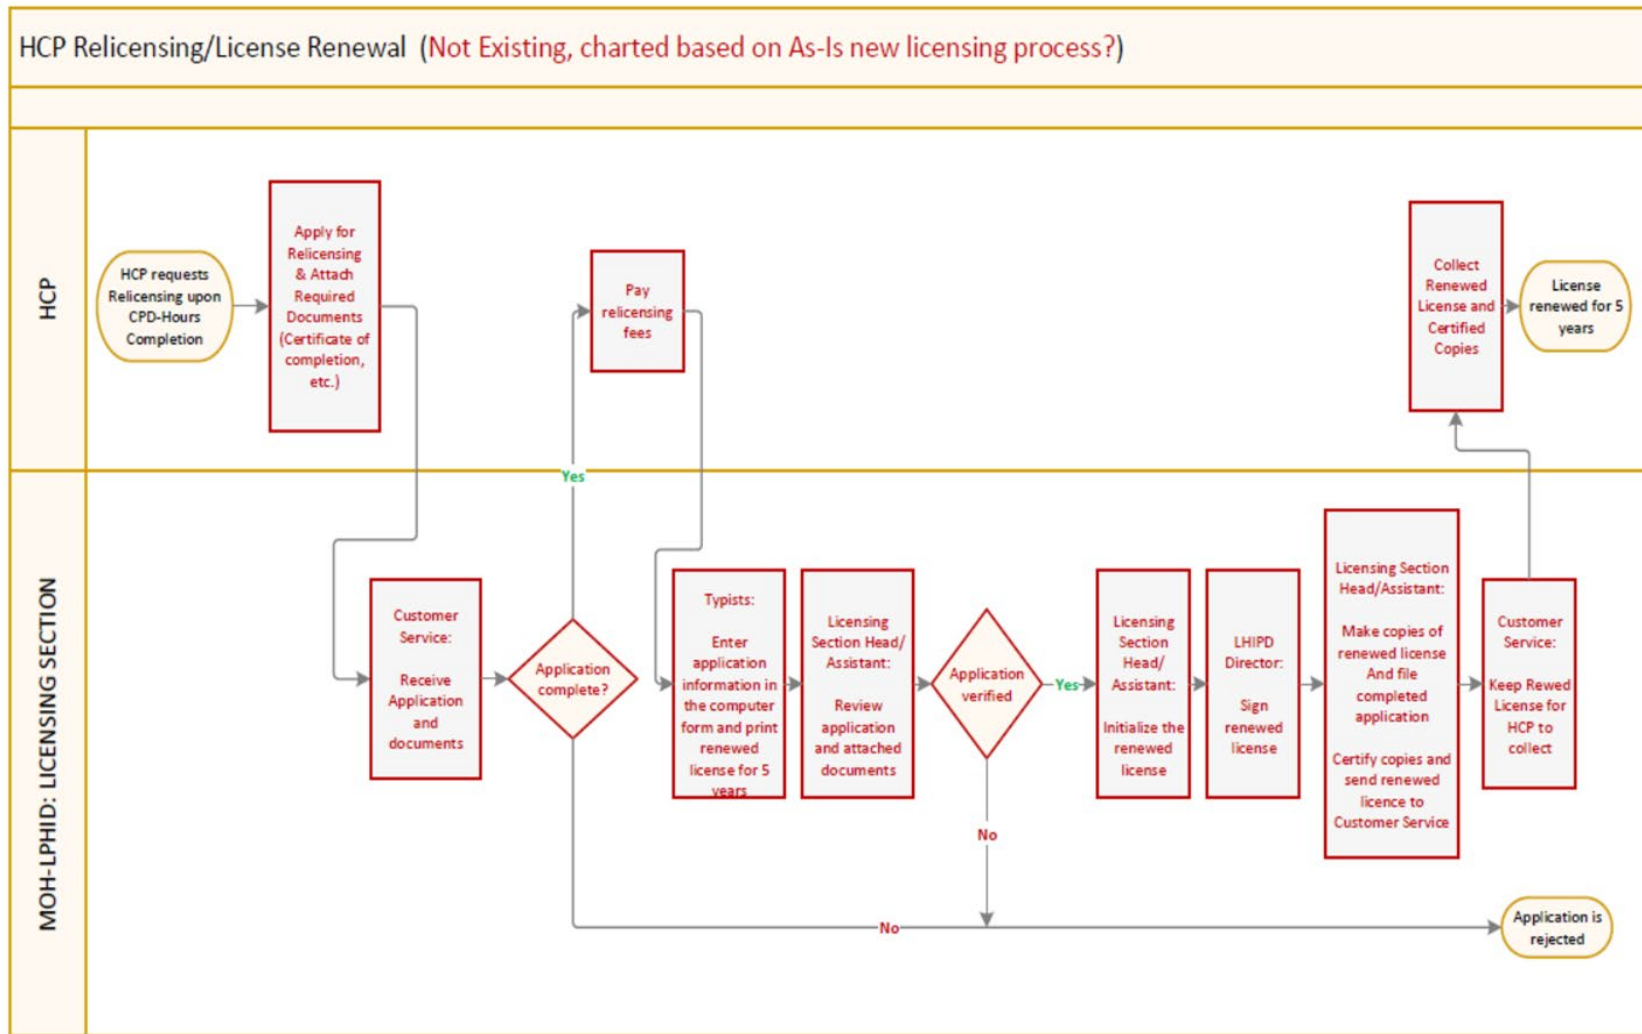 HCP Relicensing/License Renewal (Not Existing, charted based on As-Is new licensing process?)
HCP
HCP requests
Relicensing upon
CPD-Hours
Completion
Apply for
Relicensing
& Attach
Required
Documents
(Certificate of
completion,
etc.)
Pay
relicensing
fees
Collect
Renewed
License and
Certified
Copies
License
renewed for 5
years
Yes
MOH-LPHID: LICENSING SECTION
Customer
Service:
Receive
Application
and
documents
Application
complete?
Typists:
Enter
application
information in
the computer
form and print
renewed
license for 5
years
Licensing
Section Head/
Assistant:
Review
application
and attached
documents
Application
verified
Yes
Licensing
Section
Head/
Assistant:
Initialize the
renewed
license
LHIPD
Director:
Sign
renewed
license
Licensing Section
Head/Assistant:
Make copies of
renewed license
And file
completed
application
Certify copies and
send renewed
licence to
Customer Service
Customer
Service:
Keep Rewed
License for
HCP to
collect
No
No
Application is
rejected